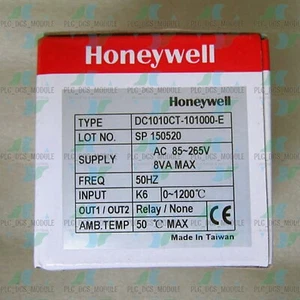 Honeywell
Honeywell
TYPE DC1010CT-101000-E
LOT NO. SP 150520
SUPPLY AC 85~265V
8VA MAX
FREQ 50HZ
INPUT K6 0~1200℃
OUT1 / OUT2 Relay / None
AMB.TEMP 50 ℃ MAX
CE
Made In Taiwan
PLC_DCS_MODULE